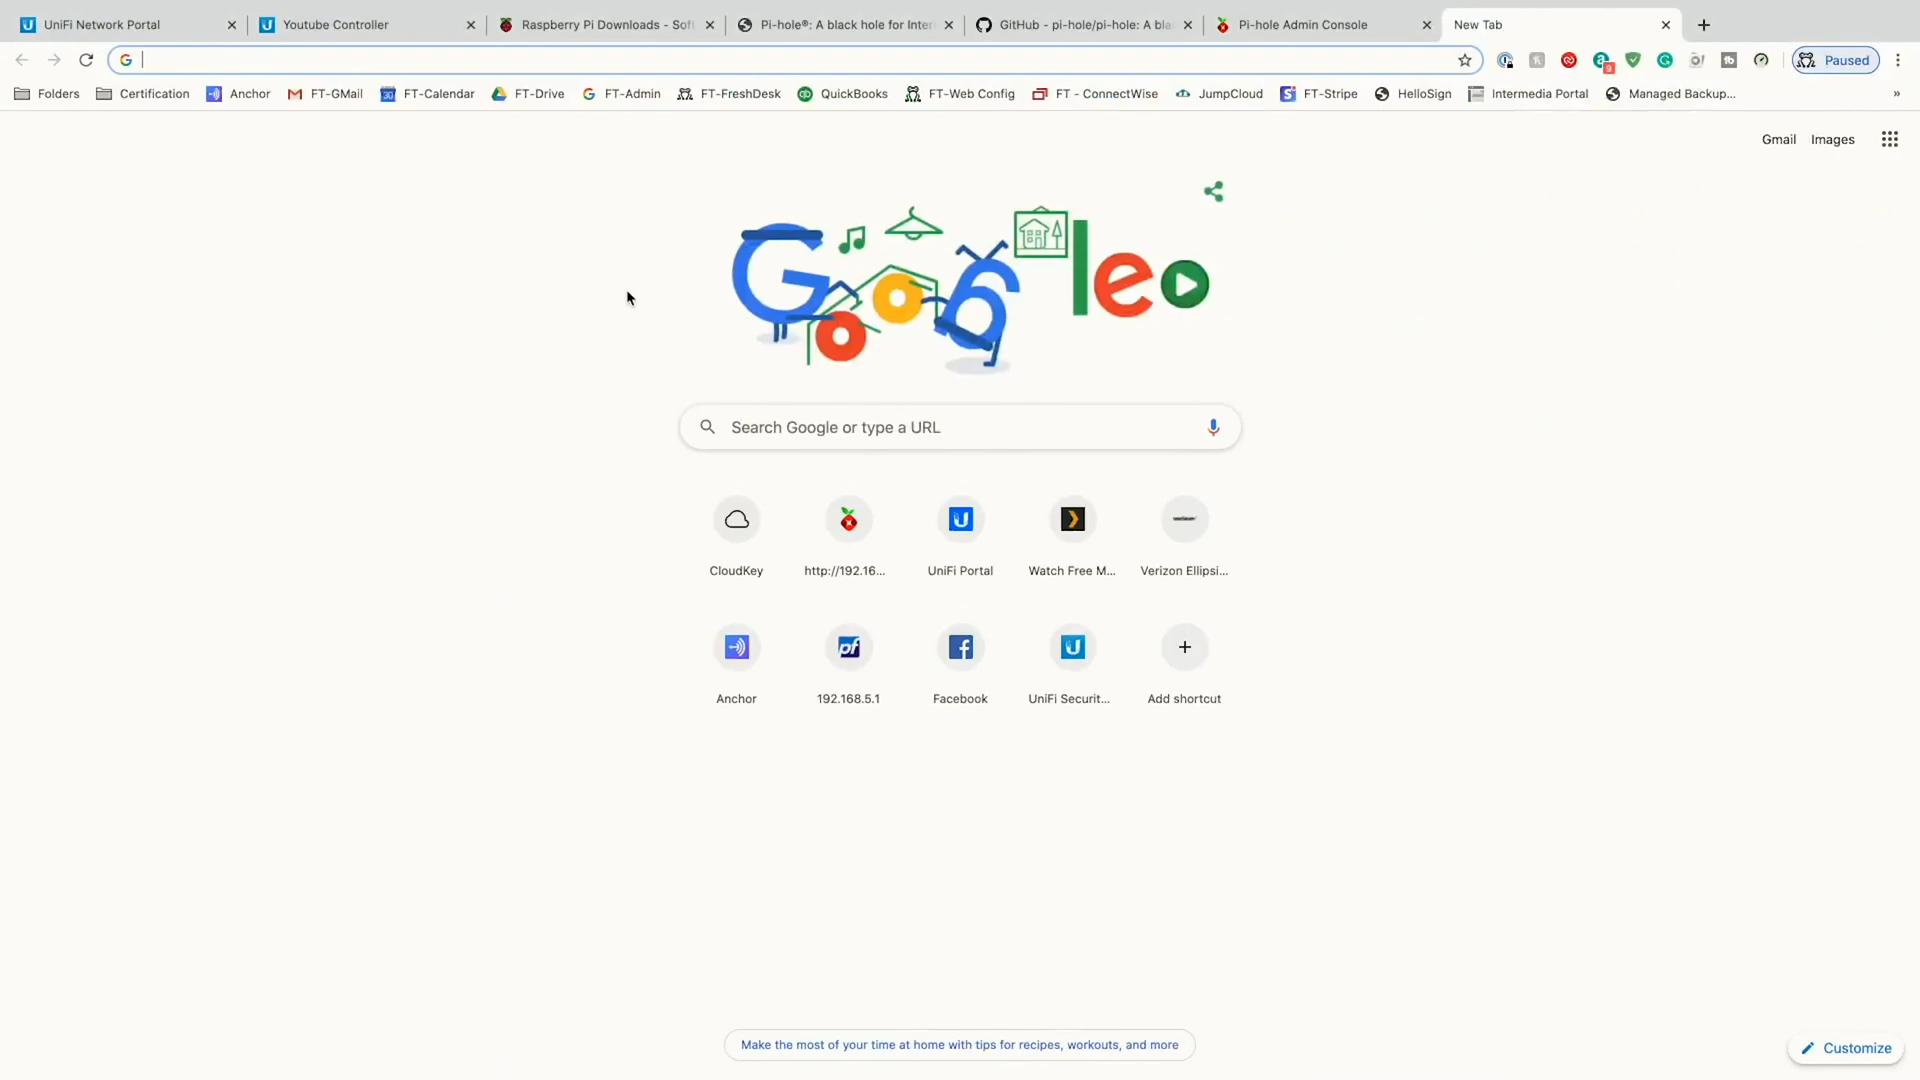 UniFi Network Portal
Youtube Controller
Raspberry Pi Downloads - Soft
Pi-hole®: A black hole for Inter
GitHub - pi-hole/pi-hole: A bla
Pi-hole Admin Console
New Tab
Paused
9
Folders
Certification
Anchor
FT-GMail
FT-Calendar
FT-Drive
FT-Admin
FT-FreshDesk
QuickBooks
FT-Web Config
FT - ConnectWise
JumpCloud
FT-Stripe
HelloSign
Intermedia Portal
Managed Backup...
»
Gmail
Images
Google
Search Google or type a URL
CloudKey
http://192.16...
UniFi Portal
Watch Free M...
Verizon Ellipsi...
Anchor
192.168.5.1
Facebook
UniFi Securit...
Add shortcut
Make the most of your time at home with tips for recipes, workouts, and more
Customize